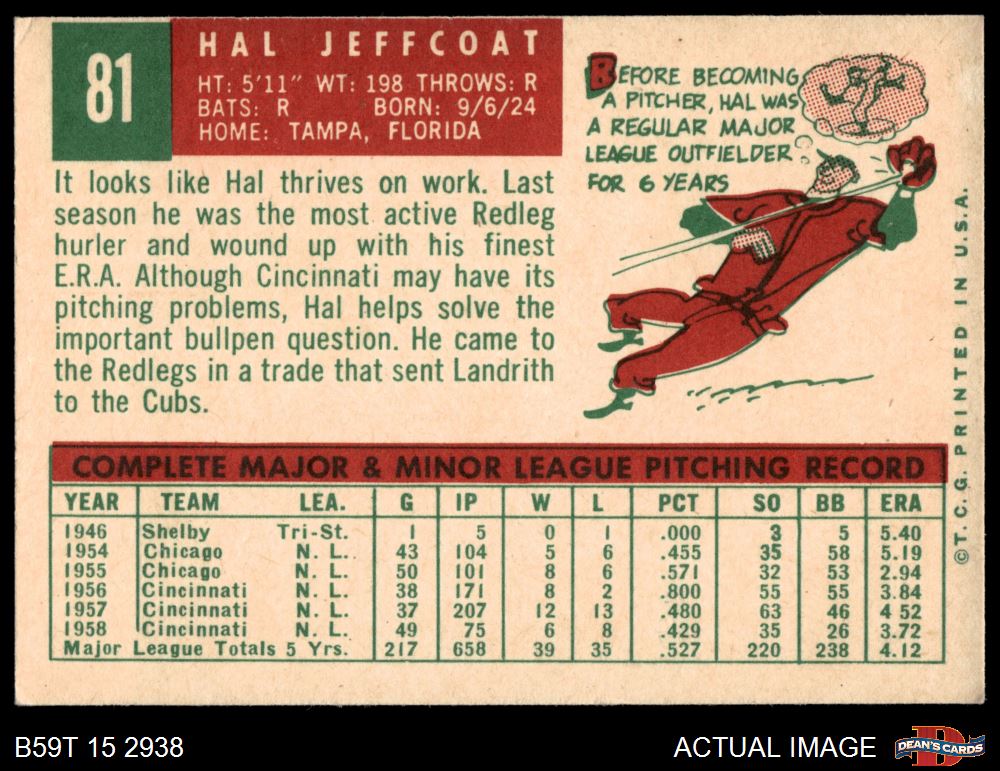 81
HAL JEFFCOAT
HT: 5'11" WT: 198 THROWS: R
BATS: R BORN: 9/6/24
HOME: TAMPA, FLORIDA
BEFORE BECOMING
A PITCHER, HAL WAS
A REGULAR MAJOR
LEAGUE OUTFIELDER
FOR 6 YEARS
It looks like Hal thrives on work. Last
season he was the most active Redleg
hurler and wound up with his finest
E.R.A. Although Cincinnati may have its
pitching problems, Hal helps solve the
important bullpen question. He came to
the Redlegs in a trade that sent Landrith
to the Cubs.
COMPLETE MAJOR & MINOR LEAGUE PITCHING RECORD
YEAR TEAM LEA. G IP W L PCT SO BB ERA
1946 Shelby Tri-St. 1 5 0 1 .000 3 5 5.40
1954 Chicago N. L. 43 104 5 6 .455 35 58 5.19
1955 Chicago N. L. 50 101 8 6 .571 32 53 2.94
1956 Cincinnati N. L. 38 171 8 2 .800 55 55 3.84
1957 Cincinnati N. L. 37 207 12 13 .480 63 46 4 52
1958 Cincinnati N. L. 49 75 6 8 .429 35 26 3.72
Major League Totals 5 Yrs. 217 658 39 35 .527 220 238 4.12
©T.C.G. PRINTED IN U.S.A.
B59T 15 2938
ACTUAL IMAGE
DEAN'S CARDS